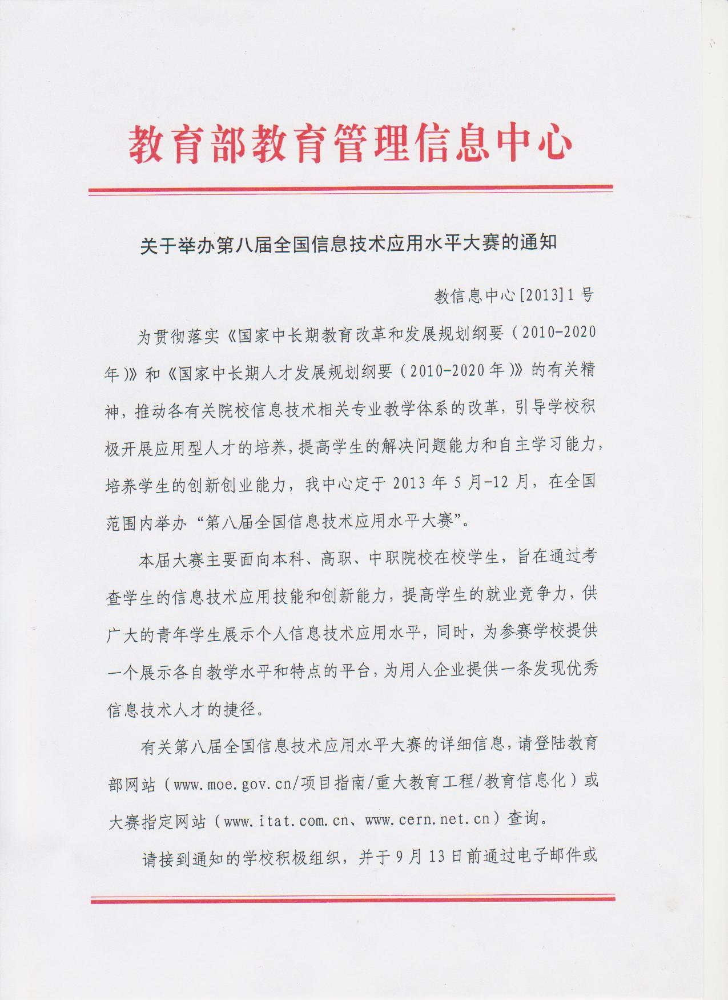 教育部教育管理信息中心
关于举办第八届全国信息技术应用水平大赛的通知
教信息中心[2013]1号
为贯彻落实《国家中长期教育改革和发展规划纲要（2010-2020
年）》和《国家中长期人才发展规划纲要（2010-2020年）》的有关精
神，推动各有关院校信息技术相关专业教学体系的改革，引导学校积
极开展应用型人才的培养，提高学生的解决问题能力和自主学习能力，
培养学生的创新创业能力，我中心定于 2013 年 5 月-12 月，在全国
范围内举办“第八届全国信息技术应用水平大赛”。
本届大赛主要面向本科、高职、中职院校在校学生，旨在通过考
查学生的信息技术应用技能和创新能力，提高学生的就业竞争力，供
广大的青年学生展示个人信息技术应用水平，同时，为参赛学校提供
一个展示各自教学水平和特点的平台，为用人企业提供一条发现优秀
信息技术人才的捷径。
有关第八届全国信息技术应用水平大赛的详细信息，请登陆教育
部网站（www.moe.gov.cn/项目指南/重大教育工程/教育信息化）或
大赛指定网站（www.itat.com.cn、www.cern.net.cn）查询。
请接到通知的学校积极组织，并于 9 月 13 日前通过电子邮件或